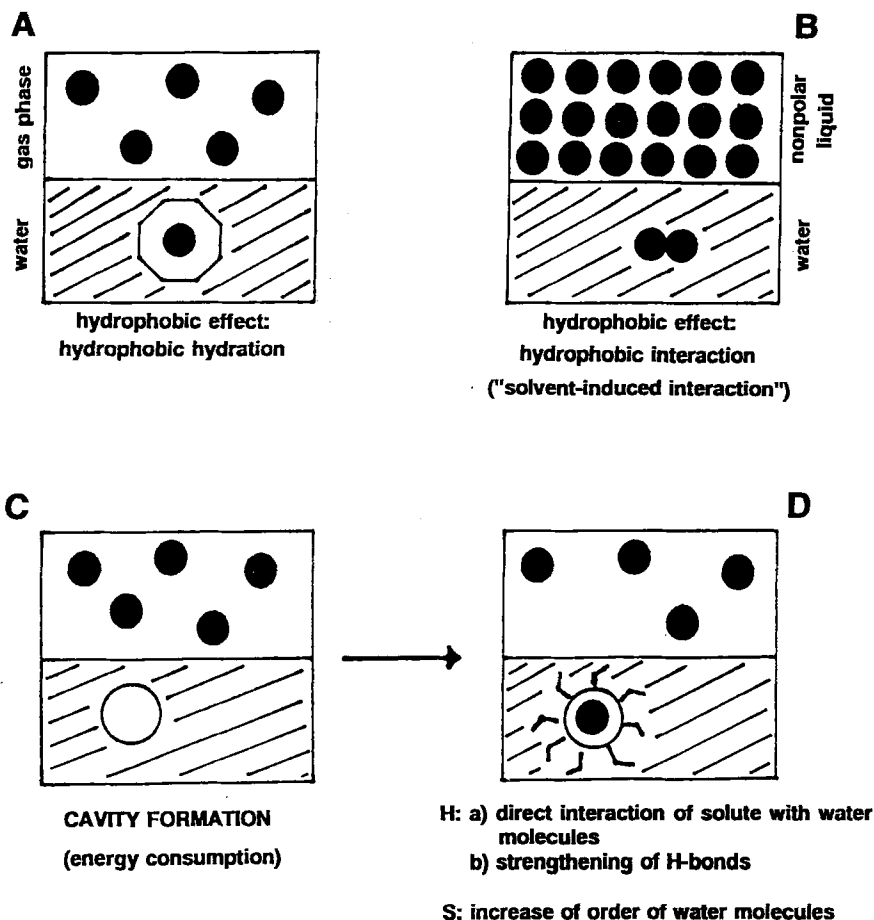 A
B
gas phase
water
nonpolar
liquid
water
hydrophobic effect:
hydrophobic hydration
hydrophobic effect:
hydrophobic interaction
("solvent-induced interaction")
C
D
CAVITY FORMATION
(energy consumption)
H: a) direct interaction of solute with water
molecules
b) strengthening of H-bonds
S: increase of order of water molecules